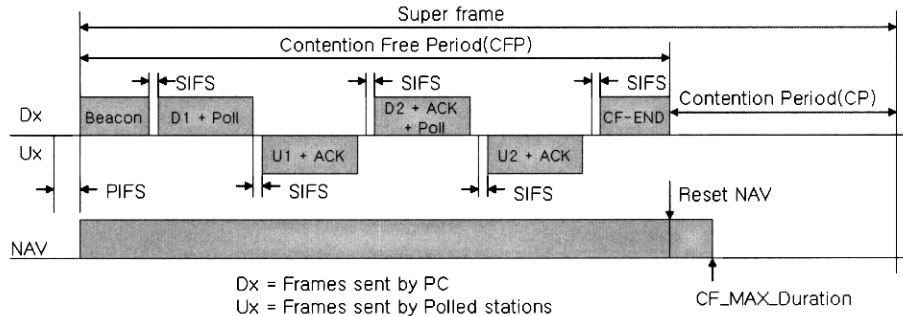 Super frame
Contention Free Period(CFP)
SIFS
SIFS
SIFS
Dx
Beacon
D1 + Poll
D2 + ACK
+ Poll
CF-END
Contention Period(CP)
Ux
U1 + ACK
U2 + ACK
PIFS
SIFS
SIFS
Reset NAV
NAV
Dx = Frames sent by PC
Ux = Frames sent by Polled stations
CF_MAX_Duration